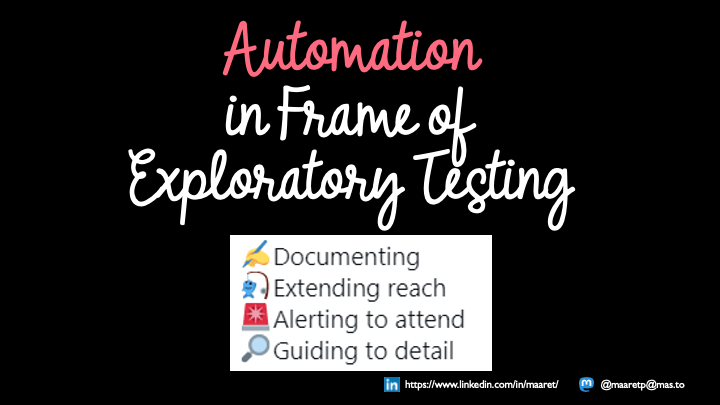 Automation
in Frame of
Exploratory Testing
✍️Documenting
🎣Extending reach
🚨Alerting to attend
🔎Guiding to detail
https://www.linkedin.com/in/maaret/ @maaretp@mas.to